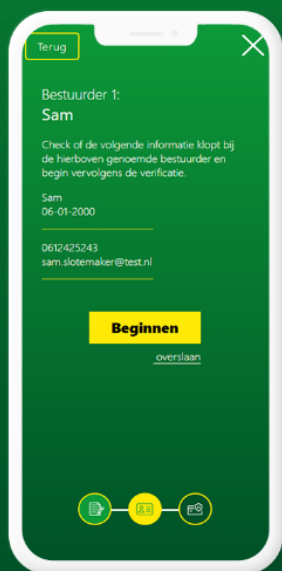 Terug
Bestuurder 1:
Sam
Check of de volgende informatie klopt bij
de hierboven genoemde bestuurder en
begin vervolgens de verificatie.
Sam
06-01-2000
0612425243
sam.slotemaker@test.nl
Beginnen
overslaan